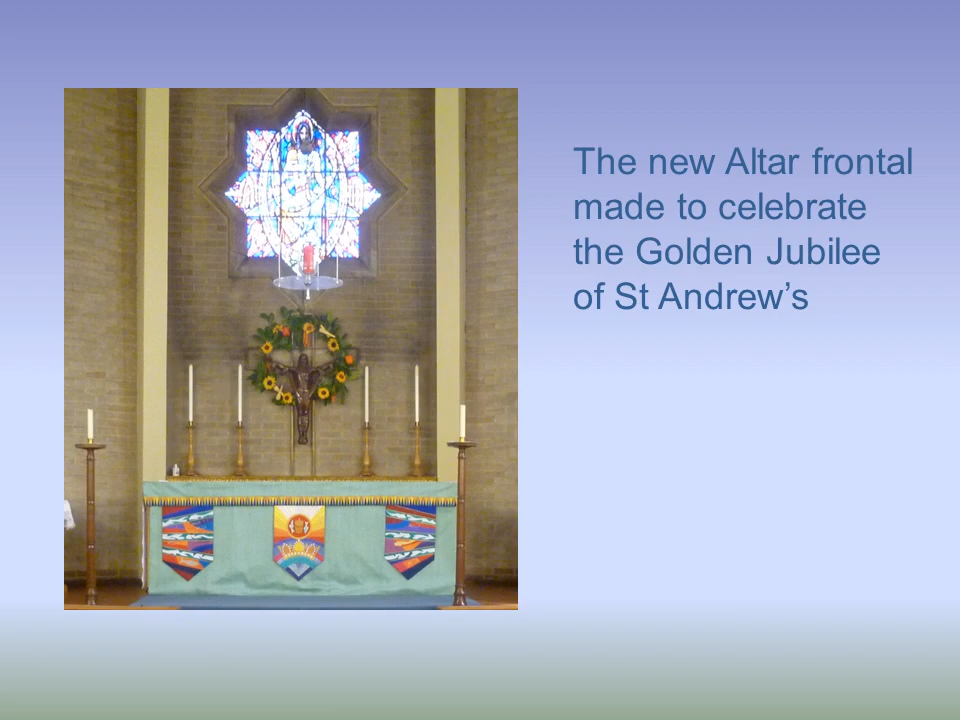 The new Altar frontal
made to celebrate
the Golden Jubilee
of St Andrew’s